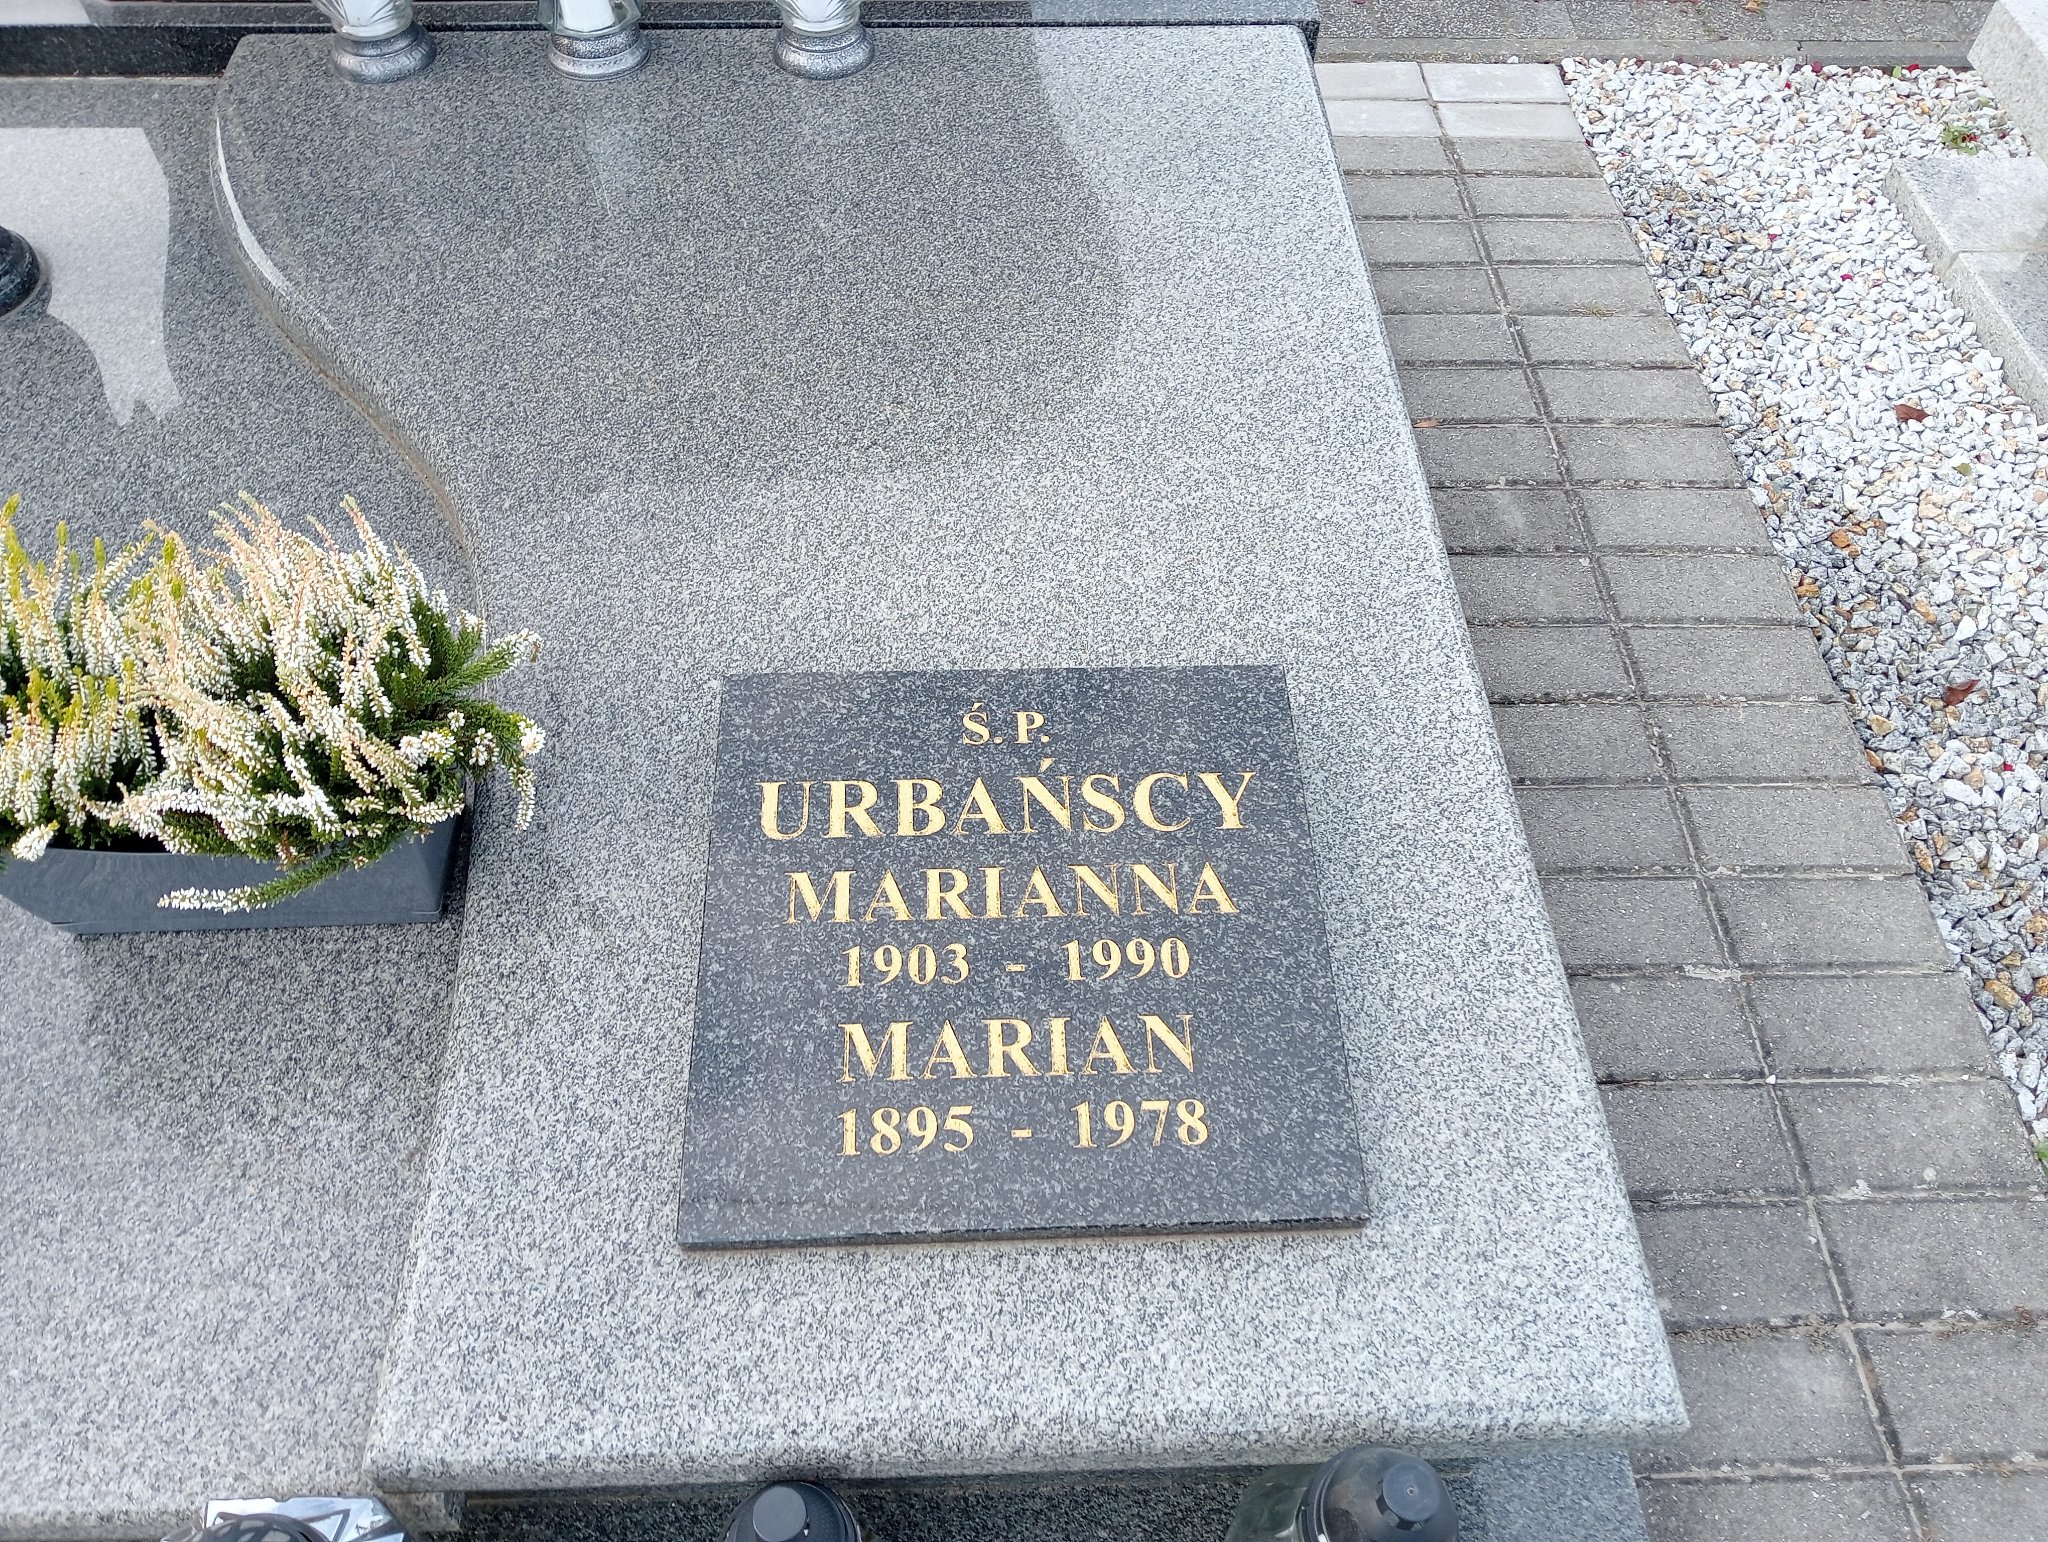 Ś. P.
URBAŃSCY
MARIANNA
1903 - 1990
MARIAN
1895 - 1978